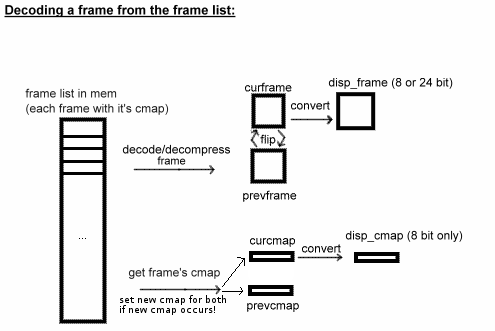 Decoding a frame from the frame list:
frame list in mem
(each frame with it's cmap)
...
decode/decompress
frame
curframe
flip
prevframe
convert
disp_frame (8 or 24 bit)
get frame's cmap
set new cmap for both
if new cmap occurs!
curcmap
prevcmap
convert
disp_cmap (8 bit only)